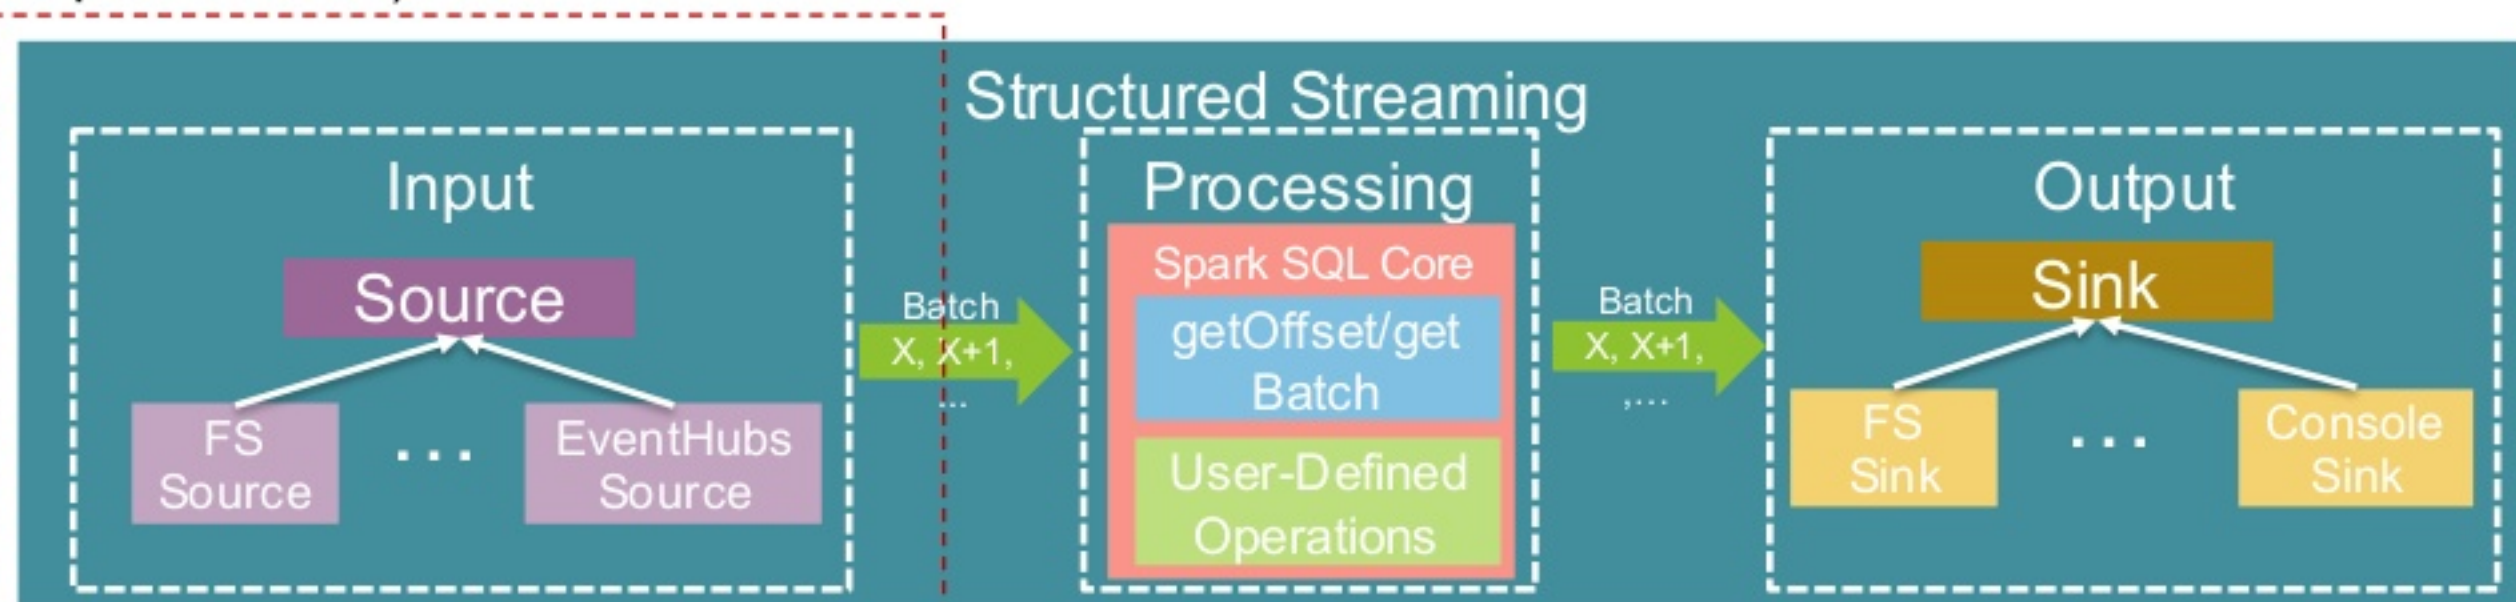 Structured Streaming
Input
Source
FS
Source
...
EventHubs
Source
Batch
X, X+1,
...
Processing
Spark SQL Core
getOffset/get
Batch
User-Defined
Operations
Batch
X, X+1,
,...
Output
Sink
FS
Sink
...
Console
Sink